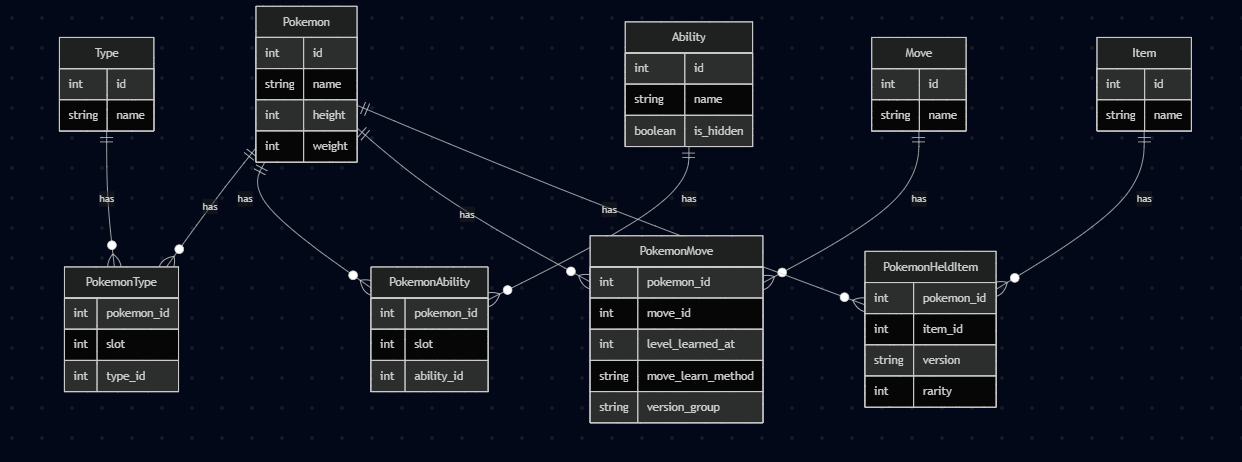 Type
int id
string name
Pokemon
int id
string name
int height
int weight
Ability
int id
string name
boolean is_hidden
Move
int id
string name
Item
int id
string name
has
has
has
has
has
has
has
has
PokemonType
int pokemon_id
int slot
int type_id
PokemonAbility
int pokemon_id
int slot
int ability_id
PokemonMove
int pokemon_id
int move_id
int level_learned_at
string move_learn_method
string version_group
PokemonHeldItem
int pokemon_id
int item_id
string version
int rarity